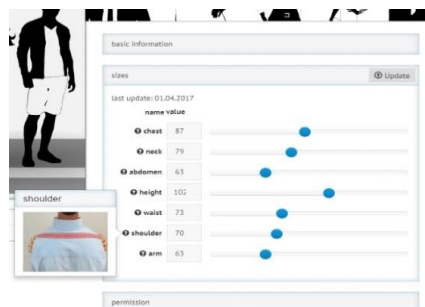 basic information
sizes
Update
last update: 01.04.2017
name value
chest 87
neck 79
abdomen 63
height 102
waist 73
shoulder 70
arm 63
shoulder
permission